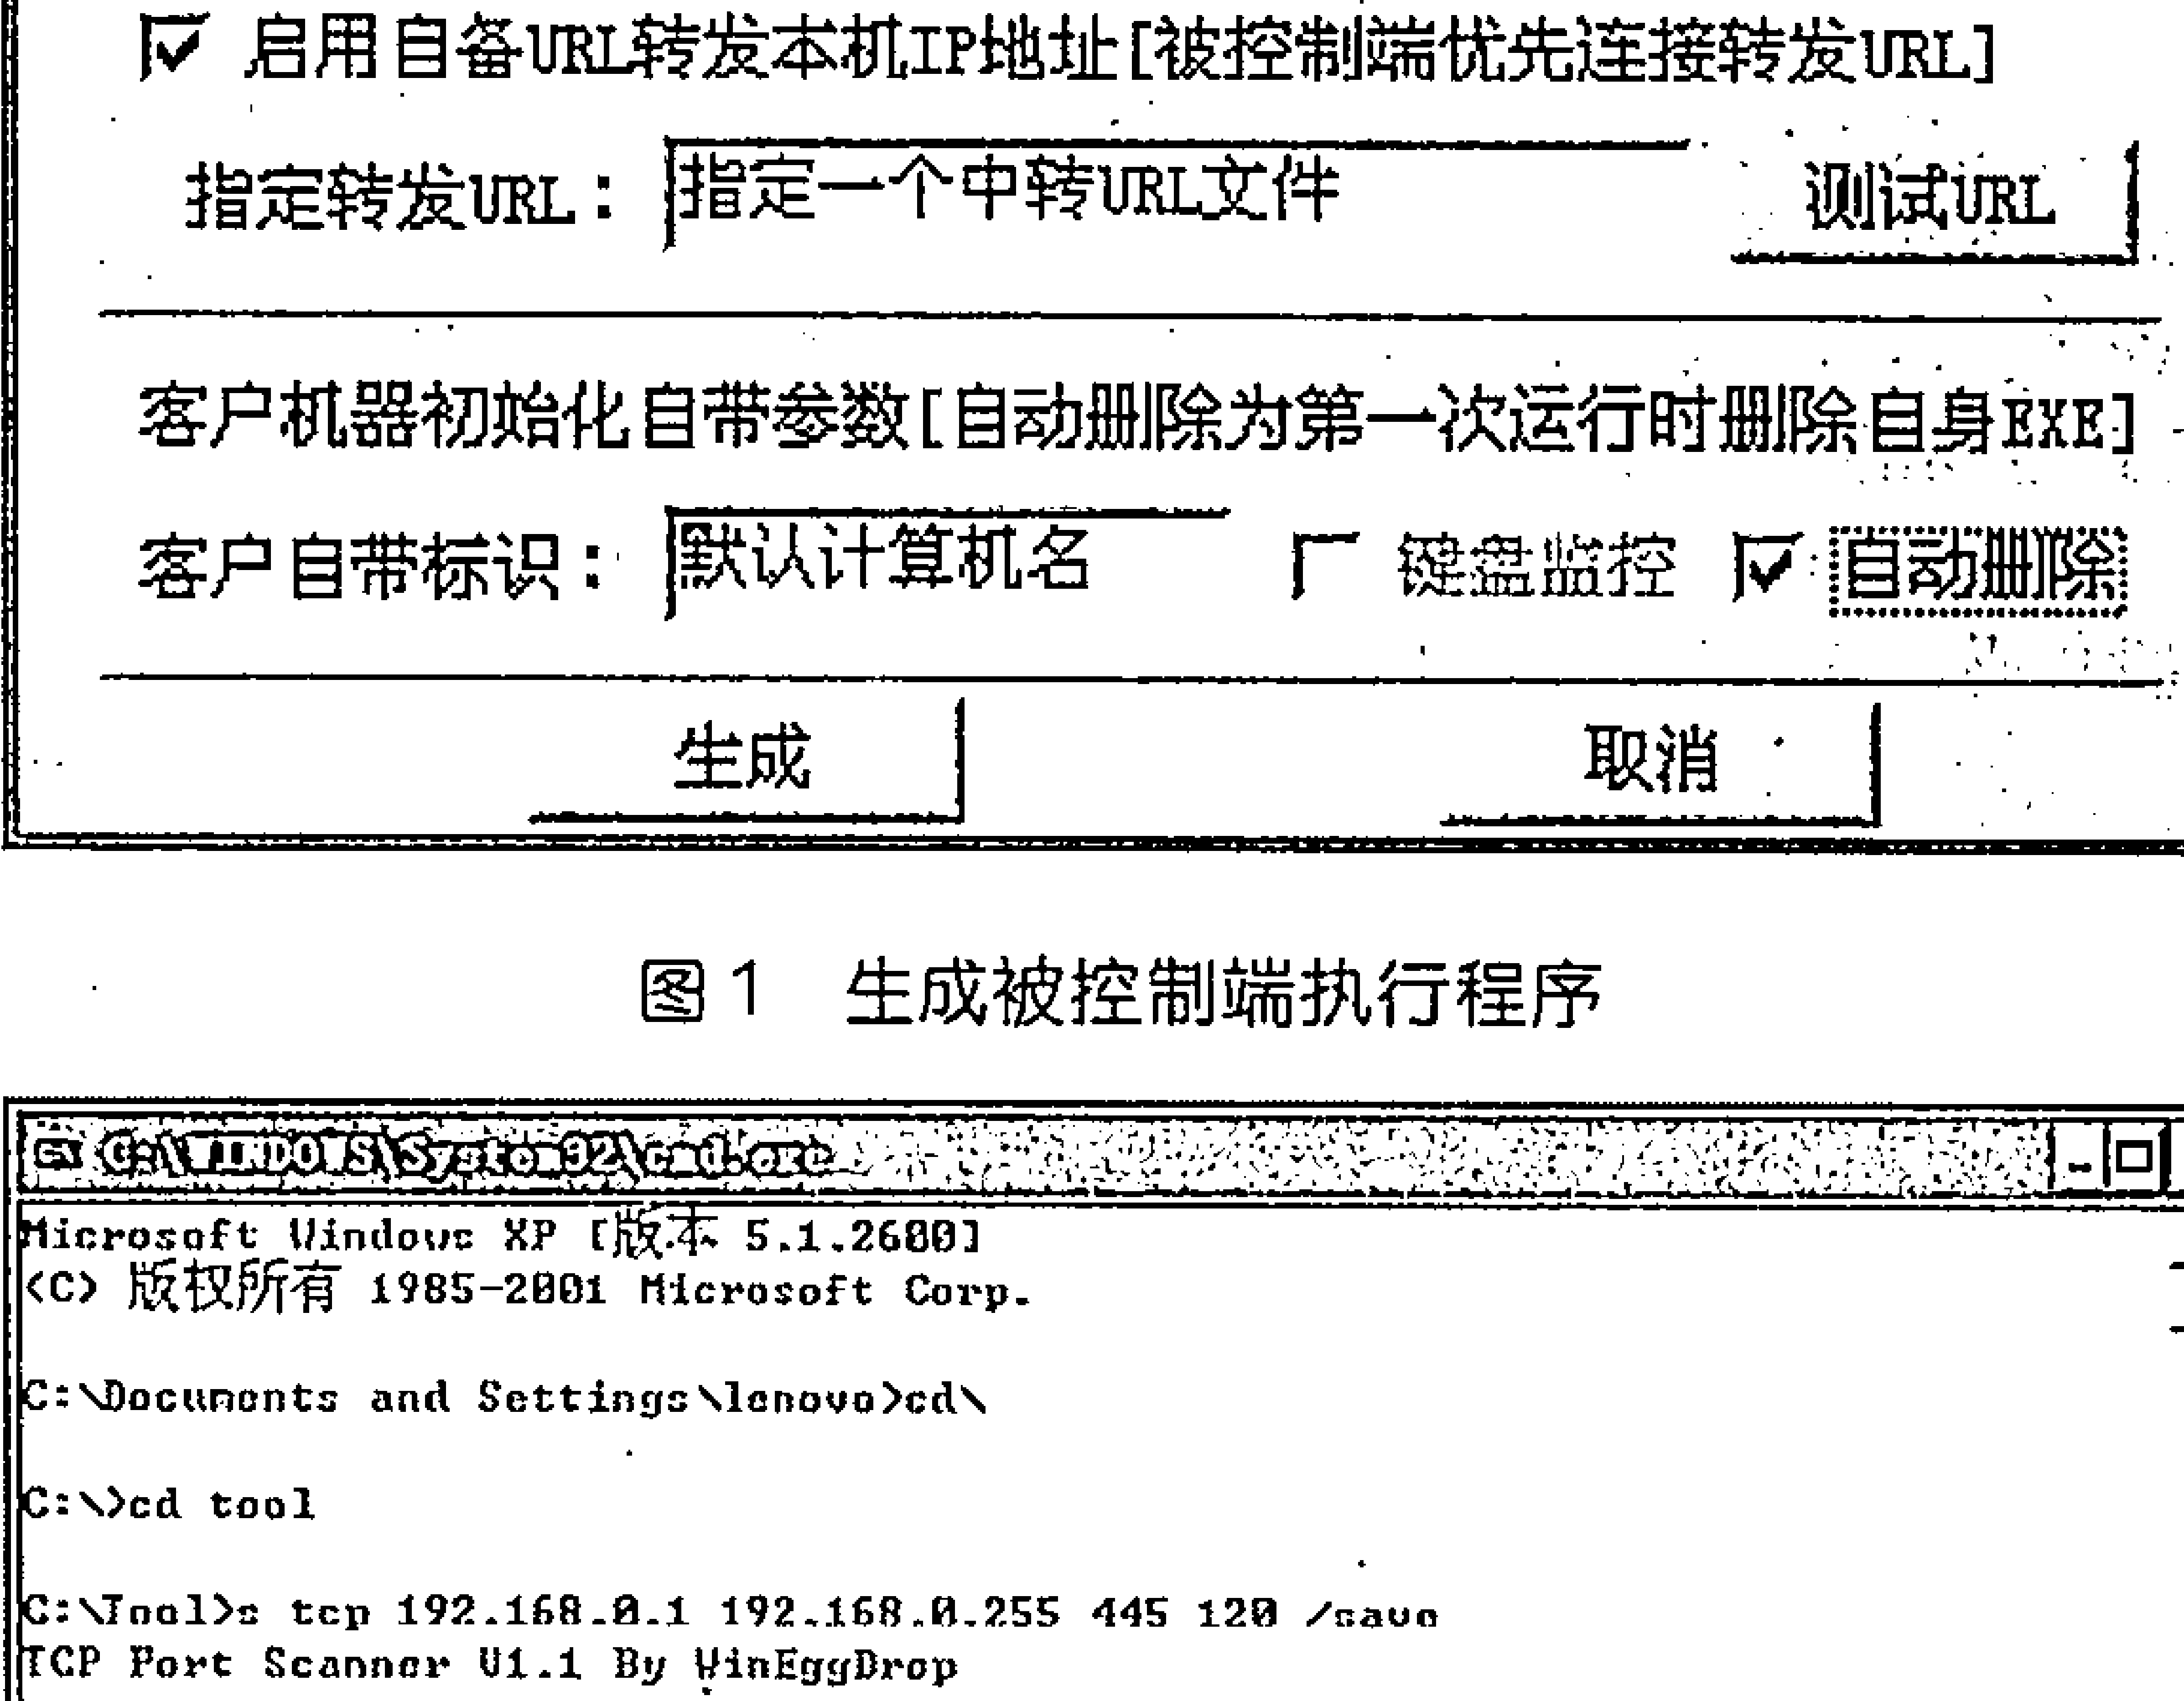 启用自备URL转发本机IP地址[被控制端优先连接转发URL]
指定转发URL： 指定一个中转URL文件 测试URL
客户机器初始化自带参数[自动删除为第一次运行时删除自身EXE]
客户自带标识： 默认计算机名 键盘监控 自动删除
生成 取消
图1 生成被控制端执行程序
C:\WINDOWS\System32\cmd.exe
Microsoft Windows XP [版本 5.1.2600]
(C) 版权所有 1985-2001 Microsoft Corp.
C:\Documents and Settings\lenovo>cd\
C:\>cd tool
C:\Tool>s tcp 192.168.0.1 192.168.0.255 445 120 /save
TCP Port Scanner V1.1 By WinEggDrop